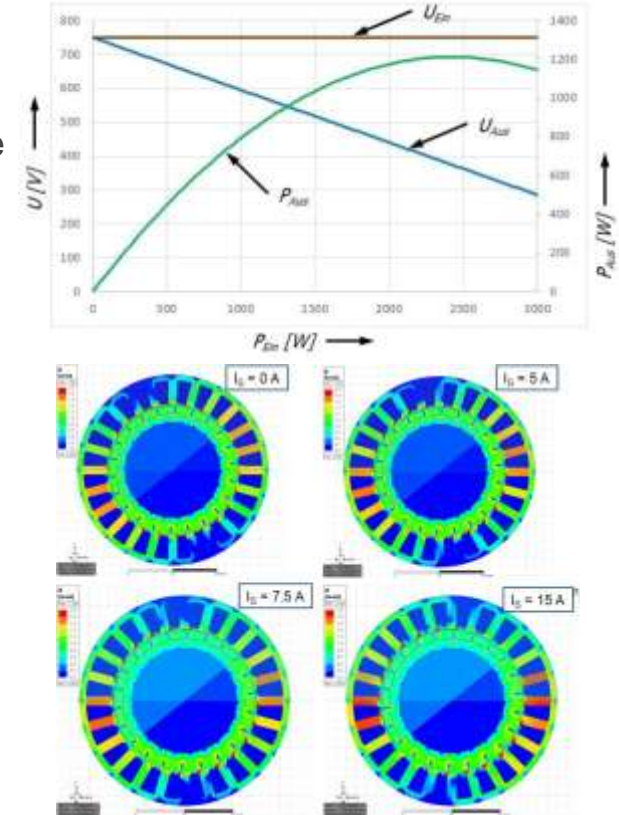 800
700
600
500
400
300
200
100
0
U [V]
1400
1200
1000
800
600
400
200
0
P_Aus [W]
U_Ein
U_Aus
P_Aus
0 500 1000 1500 2000 2500 3000
P_Ein [W]
e
I_S = 0 A
I_S = 5 A
I_S = 7.5 A
I_S = 15 A